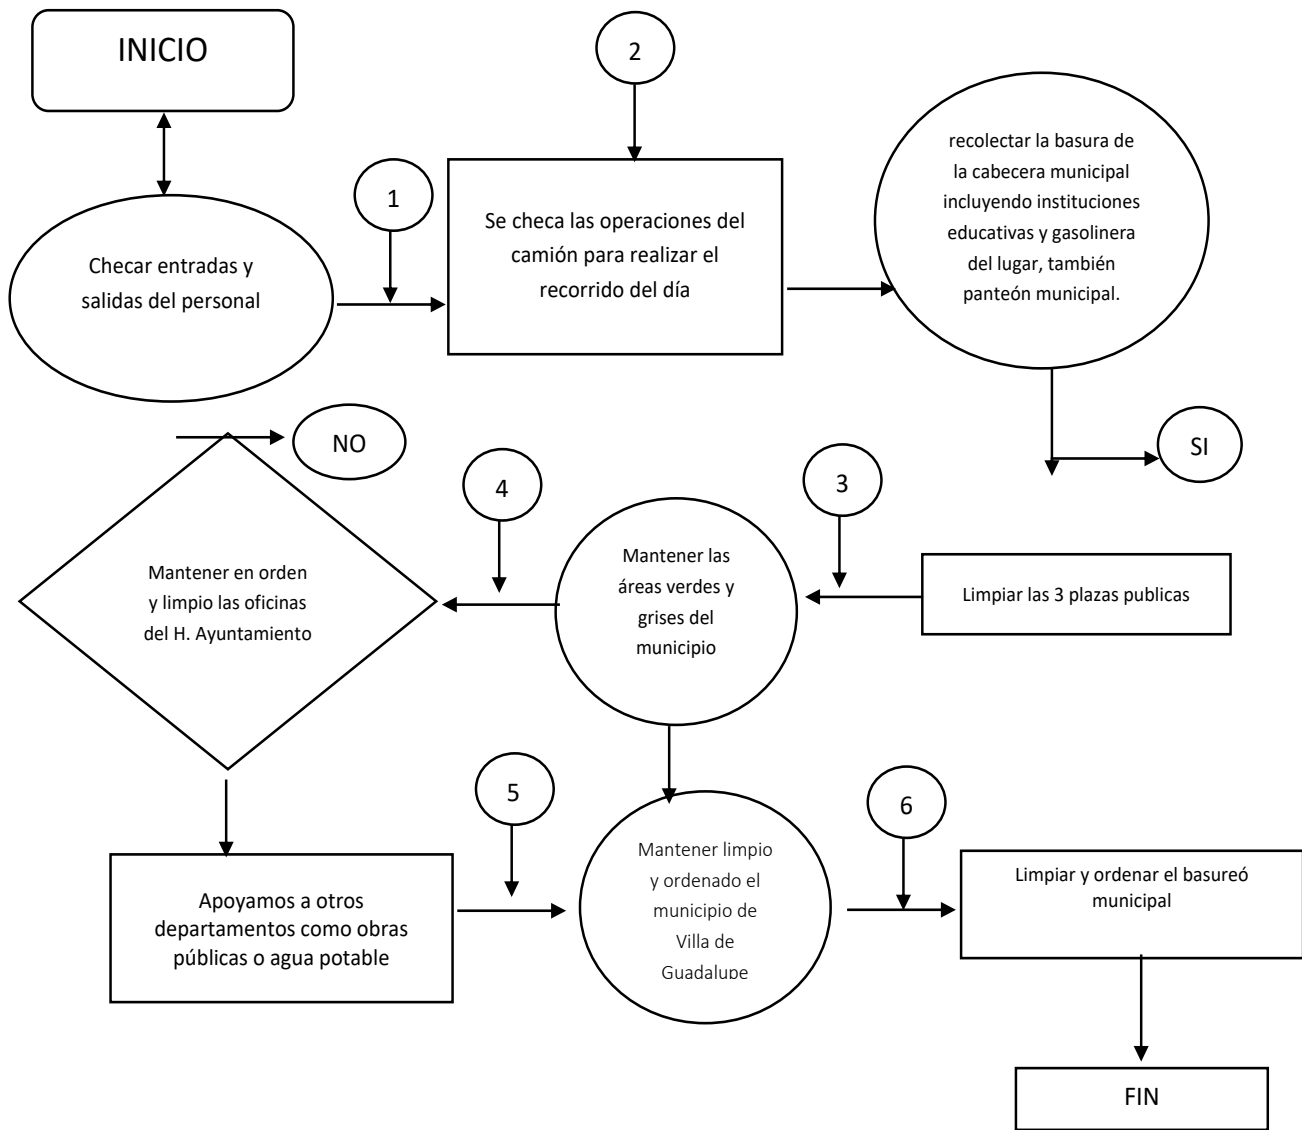 INICIO
2
1
Checar entradas y
salidas del personal
Se checa las operaciones del
camión para realizar el
recorrido del día
recolectar la basura de
la cabecera municipal
incluyendo instituciones
educativas y gasolinera
del lugar, también
panteón municipal.
NO
SI
4
3
Mantener en orden
y limpio las oficinas
del H. Ayuntamiento
Mantener las
áreas verdes y
grises del
municipio
Limpiar las 3 plazas publicas
5
6
Apoyamos a otros
departamentos como obras
públicas o agua potable
Mantener limpio
y ordenado el
municipio de
Villa de
Guadalupe
Limpiar y ordenar el basureó
municipal
FIN